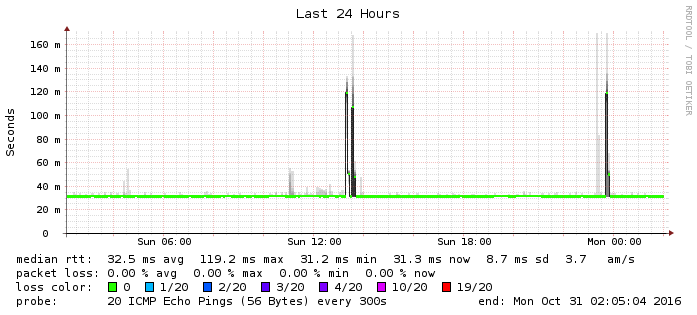 Last 24 Hours
RRDTOOL / TOBI OETIKER
Seconds
160 m
140 m
120 m
100 m
80 m
60 m
40 m
20 m
0
Sun 06:00 Sun 12:00 Sun 18:00 Mon 00:00
median rtt: 32.5 ms avg 119.2 ms max 31.2 ms min 31.3 ms now 8.7 ms sd 3.7 am/s
packet loss: 0.00 % avg 0.00 % max 0.00 % min 0.00 % now
loss color: 0 1/20 2/20 3/20 4/20 10/20 19/20
probe: 20 ICMP Echo Pings (56 Bytes) every 300s end: Mon Oct 31 02:05:04 2016